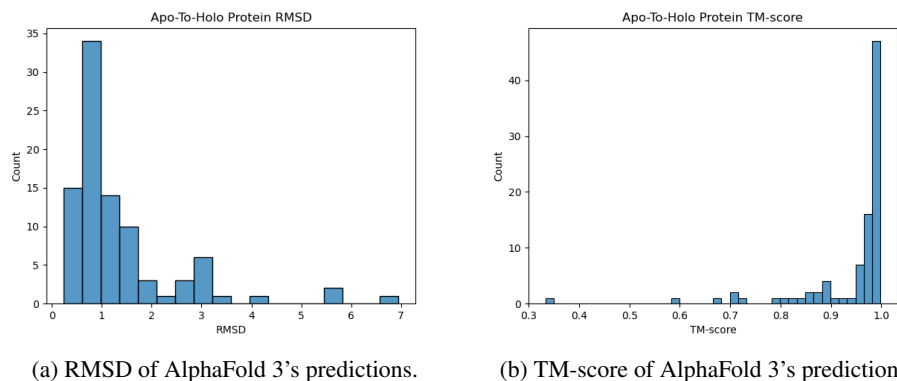 Apo-To-Holo Protein RMSD
35
30
25
20
15
10
5
0
Count
0 1 2 3 4 5 6 7
RMSD
(a) RMSD of AlphaFold 3's predictions.
Apo-To-Holo Protein TM-score
40
30
20
10
0
Count
0.3 0.4 0.5 0.6 0.7 0.8 0.9 1.0
TM-score
(b) TM-score of AlphaFold 3's prediction